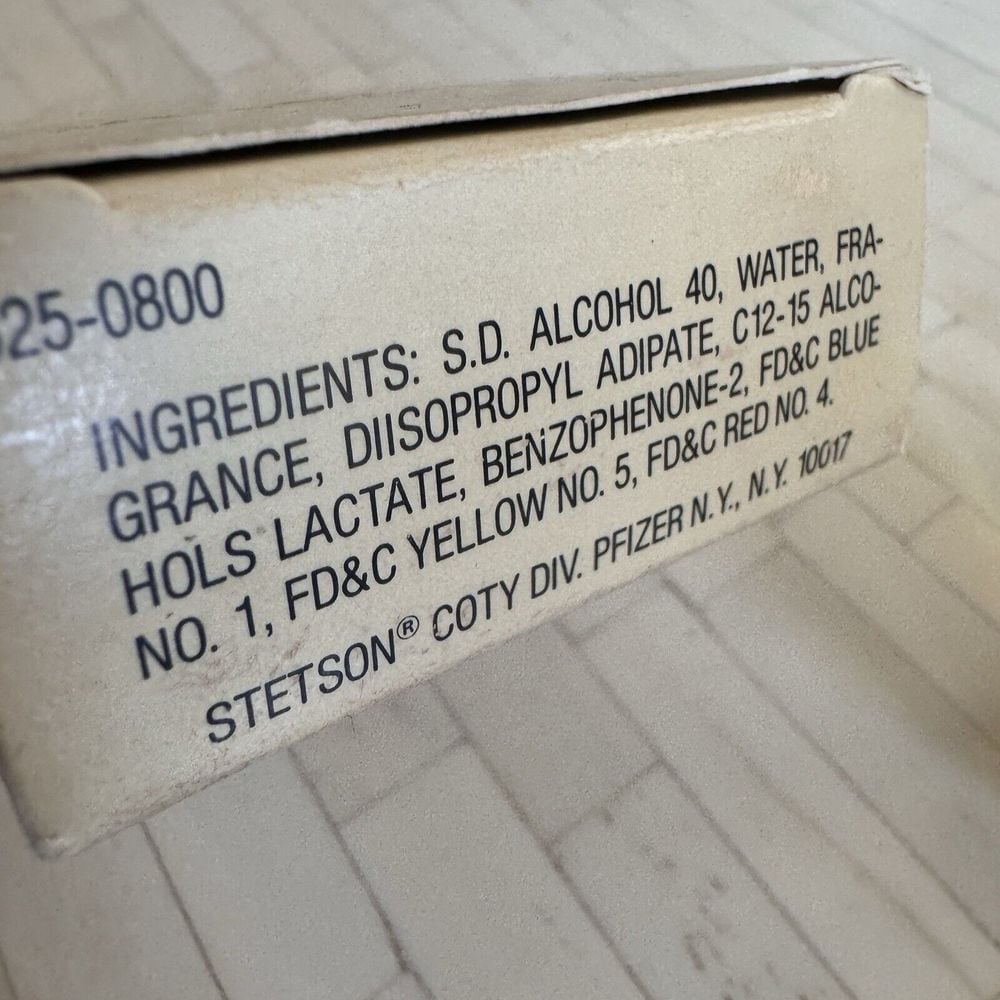 25-0800
INGREDIENTS: S.D. ALCOHOL 40, WATER, FRA-
GRANCE, DIISOPROPYL ADIPATE, C12-15 ALCO-
HOLS LACTATE, BENZOPHENONE-2, FD&C BLUE
NO. 1, FD&C YELLOW NO. 5, FD&C RED NO. 4.
STETSON® COTY DIV. PFIZER N.Y., N.Y. 10017